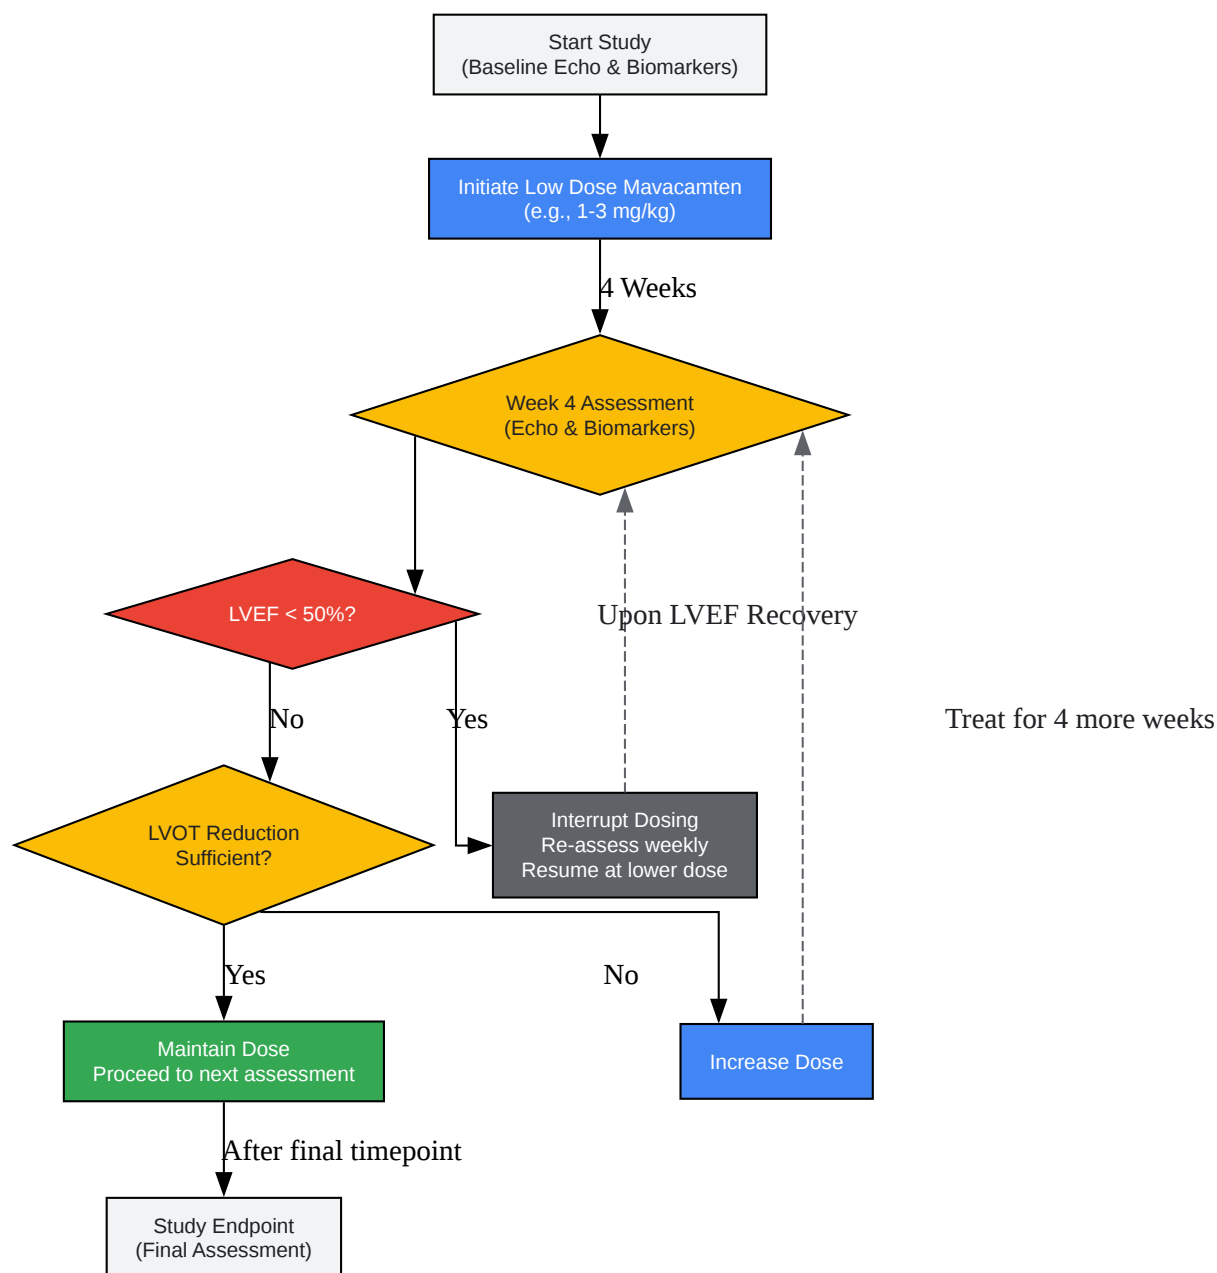 Start Study
(Baseline Echo & Biomarkers)
Initiate Low Dose Mavacamten
(e.g., 1-3 mg/kg)
4 Weeks
Week 4 Assessment
(Echo & Biomarkers)
LVEF < 50%?
Upon LVEF Recovery
No
Yes
Treat for 4 more weeks
LVOT Reduction
Sufficient?
Interrupt Dosing
Re-assess weekly
Resume at lower dose
Yes
No
Maintain Dose
Proceed to next assessment
Increase Dose
After final timepoint
Study Endpoint
(Final Assessment)